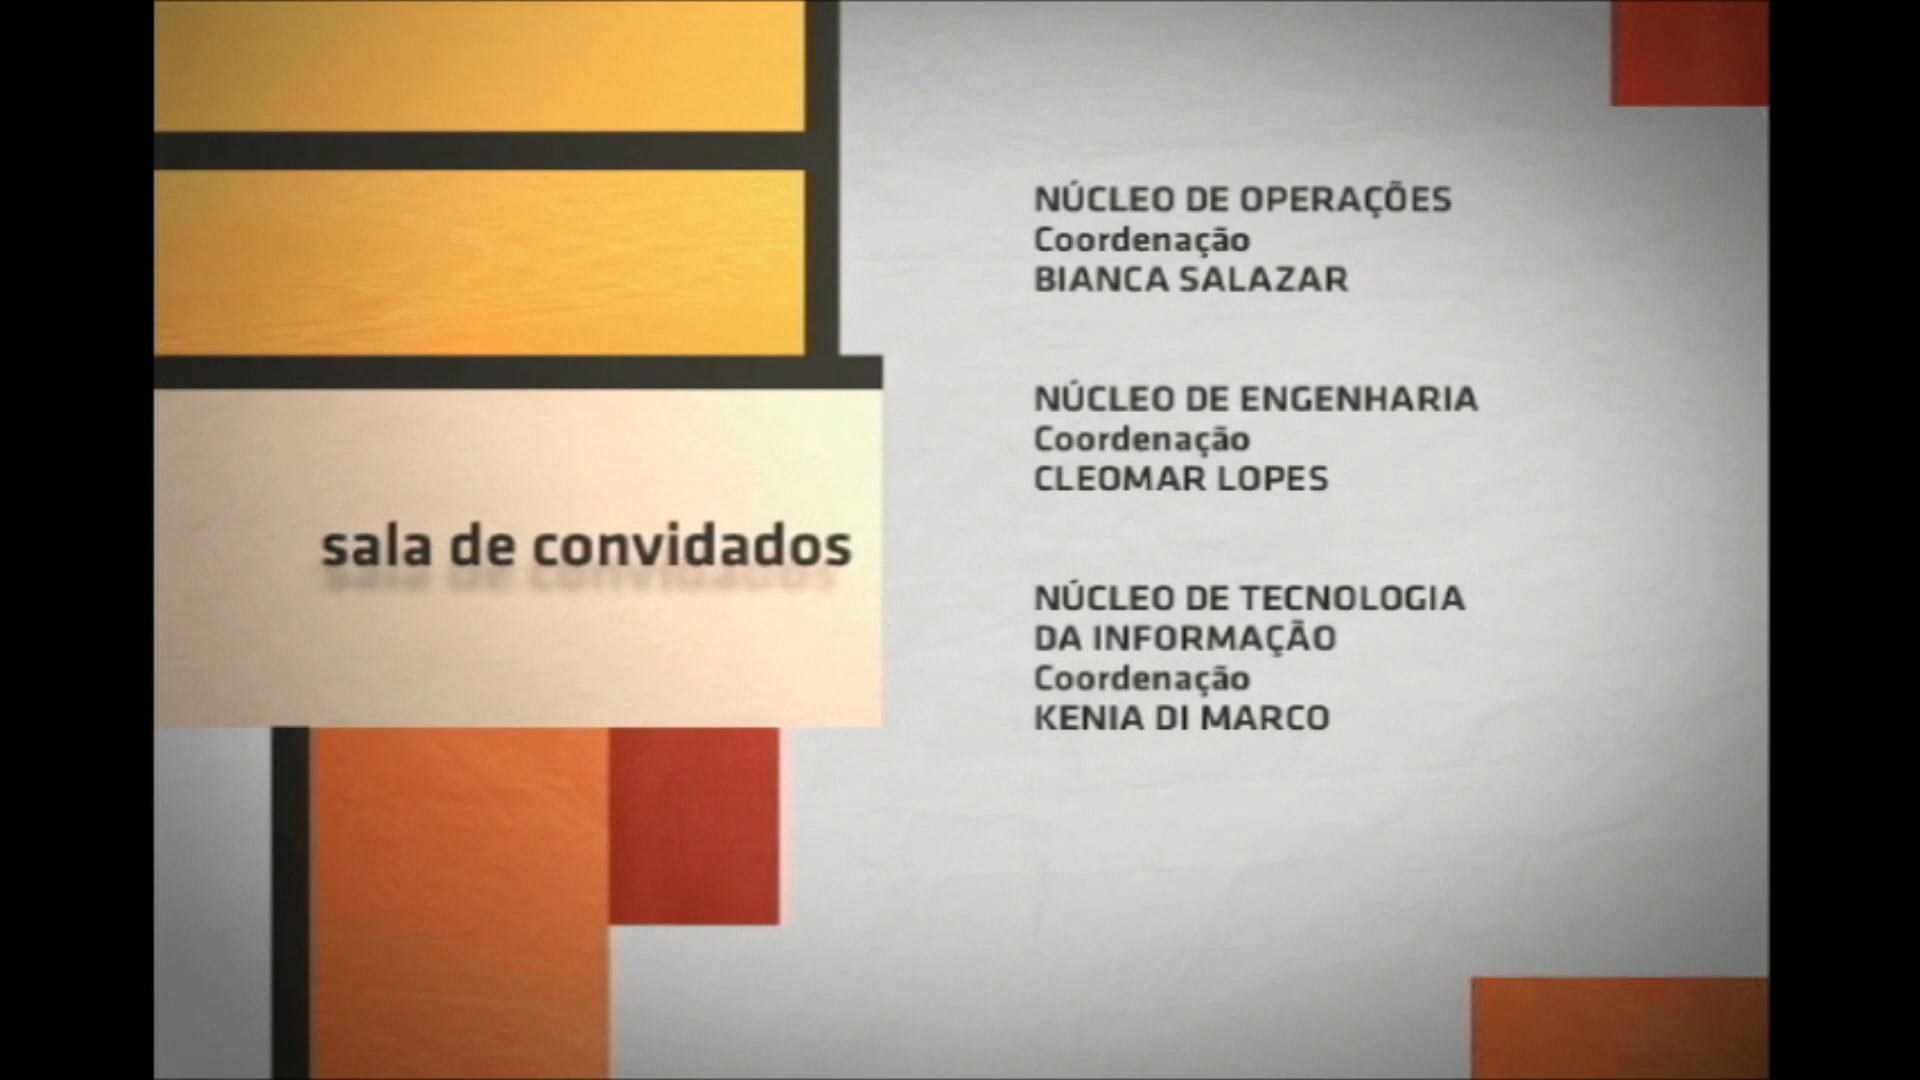 sala de convidados
NÚCLEO DE OPERAÇÕES
Coordenação
BIANCA SALAZAR
NÚCLEO DE ENGENHARIA
Coordenação
CLEOMAR LOPES
NÚCLEO DE TECNOLOGIA
DA INFORMAÇÃO
Coordenação
KENIA DI MARCO